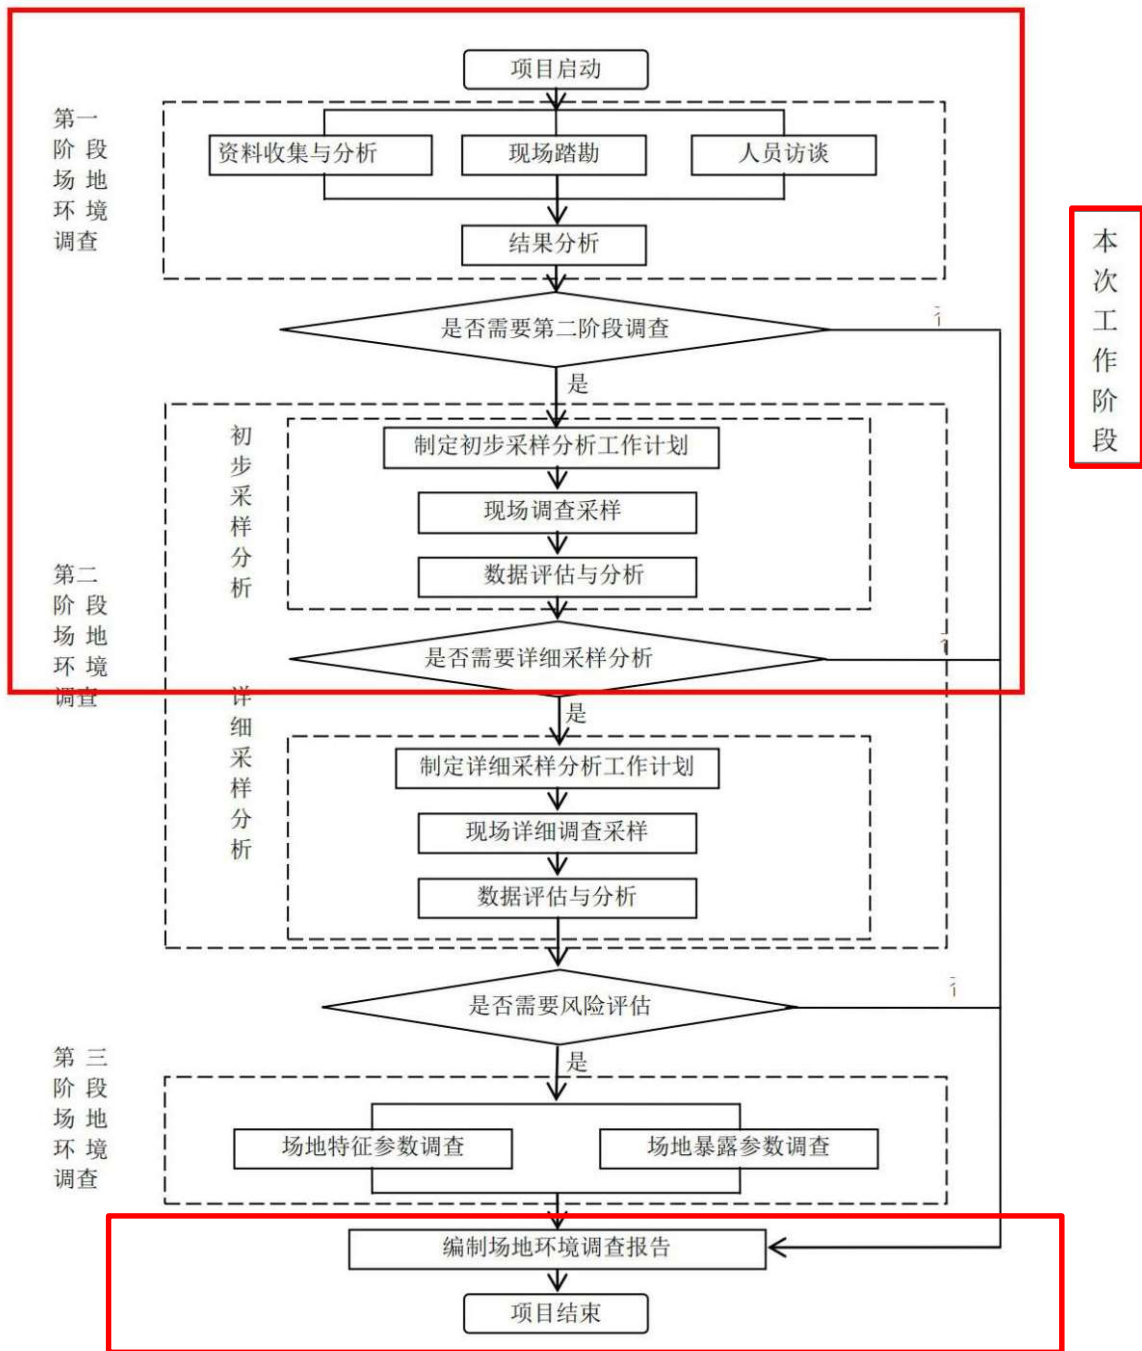 项目启动
第一
阶 段
场 地
环 境
调查
资料收集与分析
现场踏勘
人员访谈
结果分析
是否需要第二阶段调查
是
本
次
工
作
阶
段
初
步
采
样
分
析
制定初步采样分析工作计划
现场调查采样
数据评估与分析
第二
阶 段
场 地
环 境
调查
是否需要详细采样分析
是
详
细
采
样
分
析
制定详细采样分析工作计划
现场详细调查采样
数据评估与分析
是否需要风险评估
是
第 三
阶 段
场 地
环 境
调查
场地特征参数调查
场地暴露参数调查
编制场地环境调查报告
项目结束